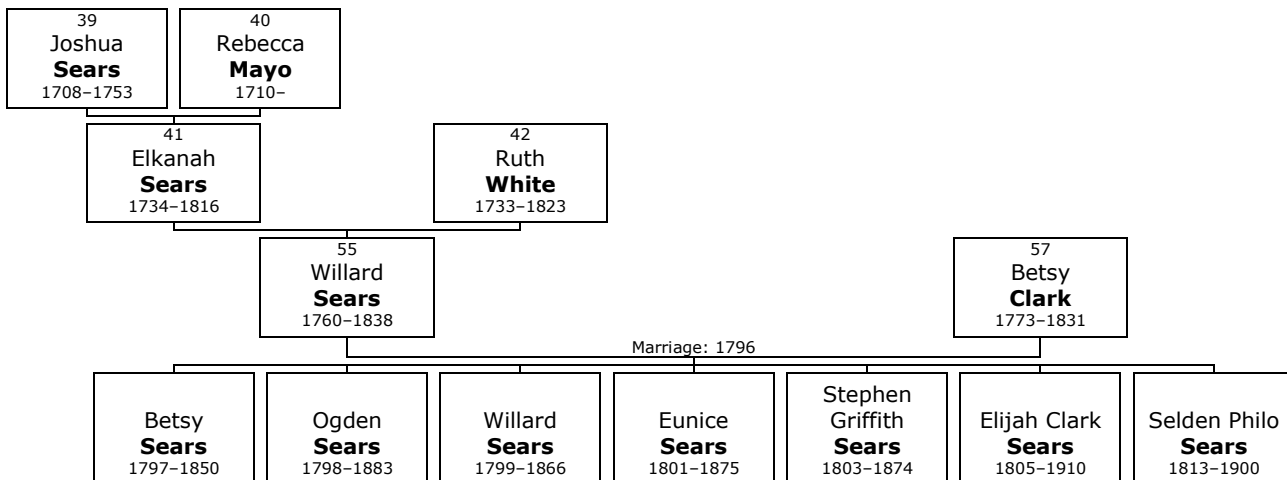 39
Joshua
Sears
1708–1753
40
Rebecca
Mayo
1710–
41
Elkanah
Sears
1734–1816
42
Ruth
White
1733–1823
55
Willard
Sears
1760–1838
57
Betsy
Clark
1773–1831
Marriage: 1796
Betsy
Sears
1797–1850
Ogden
Sears
1798–1883
Willard
Sears
1799–1866
Eunice
Sears
1801–1875
Stephen
Griffith
Sears
1803–1874
Elijah Clark
Sears
1805–1910
Selden Philo
Sears
1813–1900